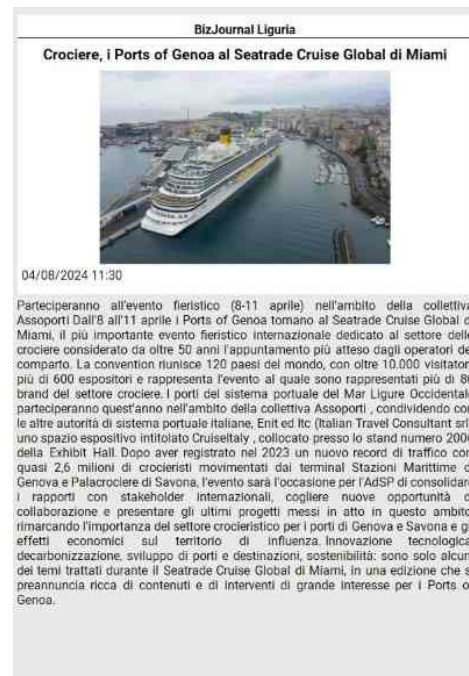 BizJournal Liguria
Crociere, i Ports of Genoa al Seatrade Cruise Global di Miami
04/08/2024 11:30
Parteciperanno all'evento fieristico (8-11 aprile) nell'ambito della collettiva
Assoporti Dall'8 all'11 aprile i Ports of Genoa tornano al Seatrade Cruise Global
Miami, il più importante evento fieristico internazionale dedicato al settore delle
crociere considerato da oltre 50 anni l'appuntamento più atteso dagli operatori
comparto. La convention riunisce 120 paesi del mondo, con oltre 10.000 visitatori
più di 600 espositori e rappresenta l'evento al quale sono rappresentati più di
brand del settore crociere. I porti del sistema portuale del Mar Ligure Occidentale
parteciperanno quest'anno nell'ambito della collettiva Assoporti , condividendo
le altre autorità di sistema portuale italiane, Enit ed Itc (Italian Travel Consultant srl
uno spazio espositivo intitolato CruiseItaly , collocato presso lo stand numero
della Exhibit Hall. Dopo aver registrato nel 2023 un nuovo record di traffico
quasi 2,6 milioni di crocieristi movimentati dai terminal Stazioni Marittime
Genova e Palacrociere di Savona, l'evento sarà l'occasione per l'AdSP di consolidare
i rapporti con stakeholder internazionali, cogliere nuove opportunità
collaborazione e presentare gli ultimi progetti messi in atto in questo ambito
rimarcando l'importanza del settore crocieristico per i porti di Genova e Savona e
effetti economici sul territorio di influenza. Innovazione tecnologica
decarbonizzazione, sviluppo di porti e destinazioni, sostenibilità: sono solo
dei temi trattati durante il Seatrade Cruise Global di Miami, in una edizione che
preannuncia ricca di contenuti e di interventi di grande interesse per i Ports
Genoa.